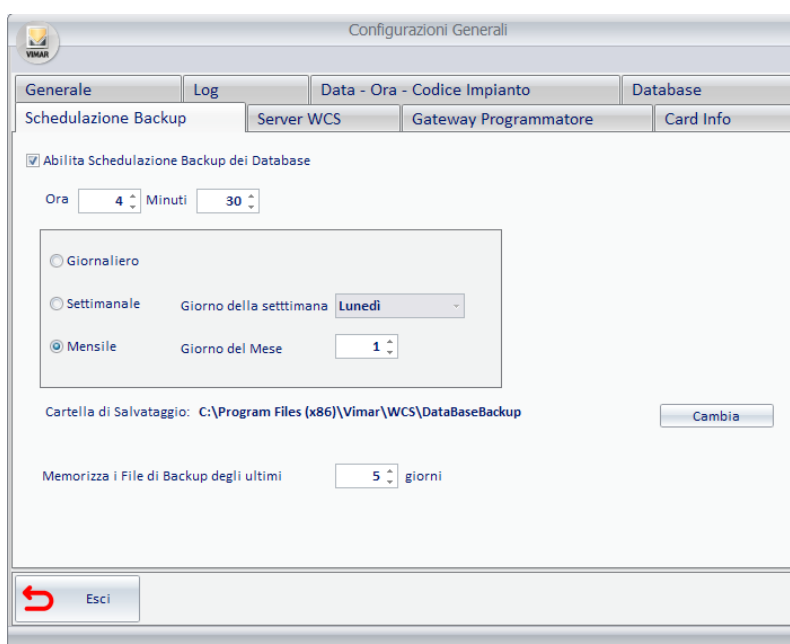 Configurazioni Generali
VIMAR
Generale Log Data - Ora - Codice Impianto Database
Schedulazione Backup Server WCS Gateway Programmatore Card Info
Abilita Schedulazione Backup dei Database
Ora 4 Minuti 30
Giornaliero
Settimanale Giorno della setttimana Lunedì
Mensile Giorno del Mese 1
Cartella di Salvataggio: C:\Program Files (x86)\Vimar\WCS\DataBaseBackup Cambia
Memorizza i File di Backup degli ultimi 5 giorni
Esci